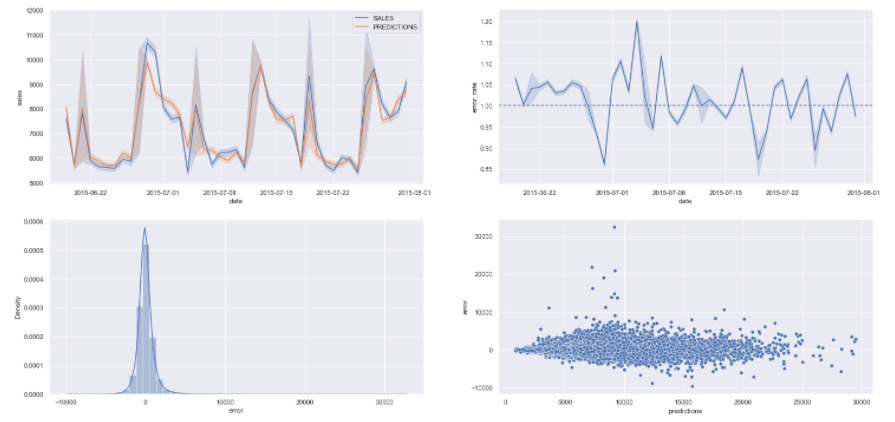 12000
11000
10000
9000
8000
7000
6000
5000
sales
SALES
PREDICTIONS
2015-06-22 2015-07-01 2015-07-08 2015-07-15 2015-07-22 2015-08-01
date
1.20
1.15
1.10
1.05
1.00
0.95
0.90
0.85
error_rate
2015-06-22 2015-07-01 2015-07-08 2015-07-15 2015-07-22 2015-08-01
date
0.0006
0.0005
0.0004
0.0003
0.0002
0.0001
0.0000
Density
-10000 0 10000 20000 30000
error
30000
20000
10000
0
-10000
error
0 5000 10000 15000 20000 25000 30000
predictions